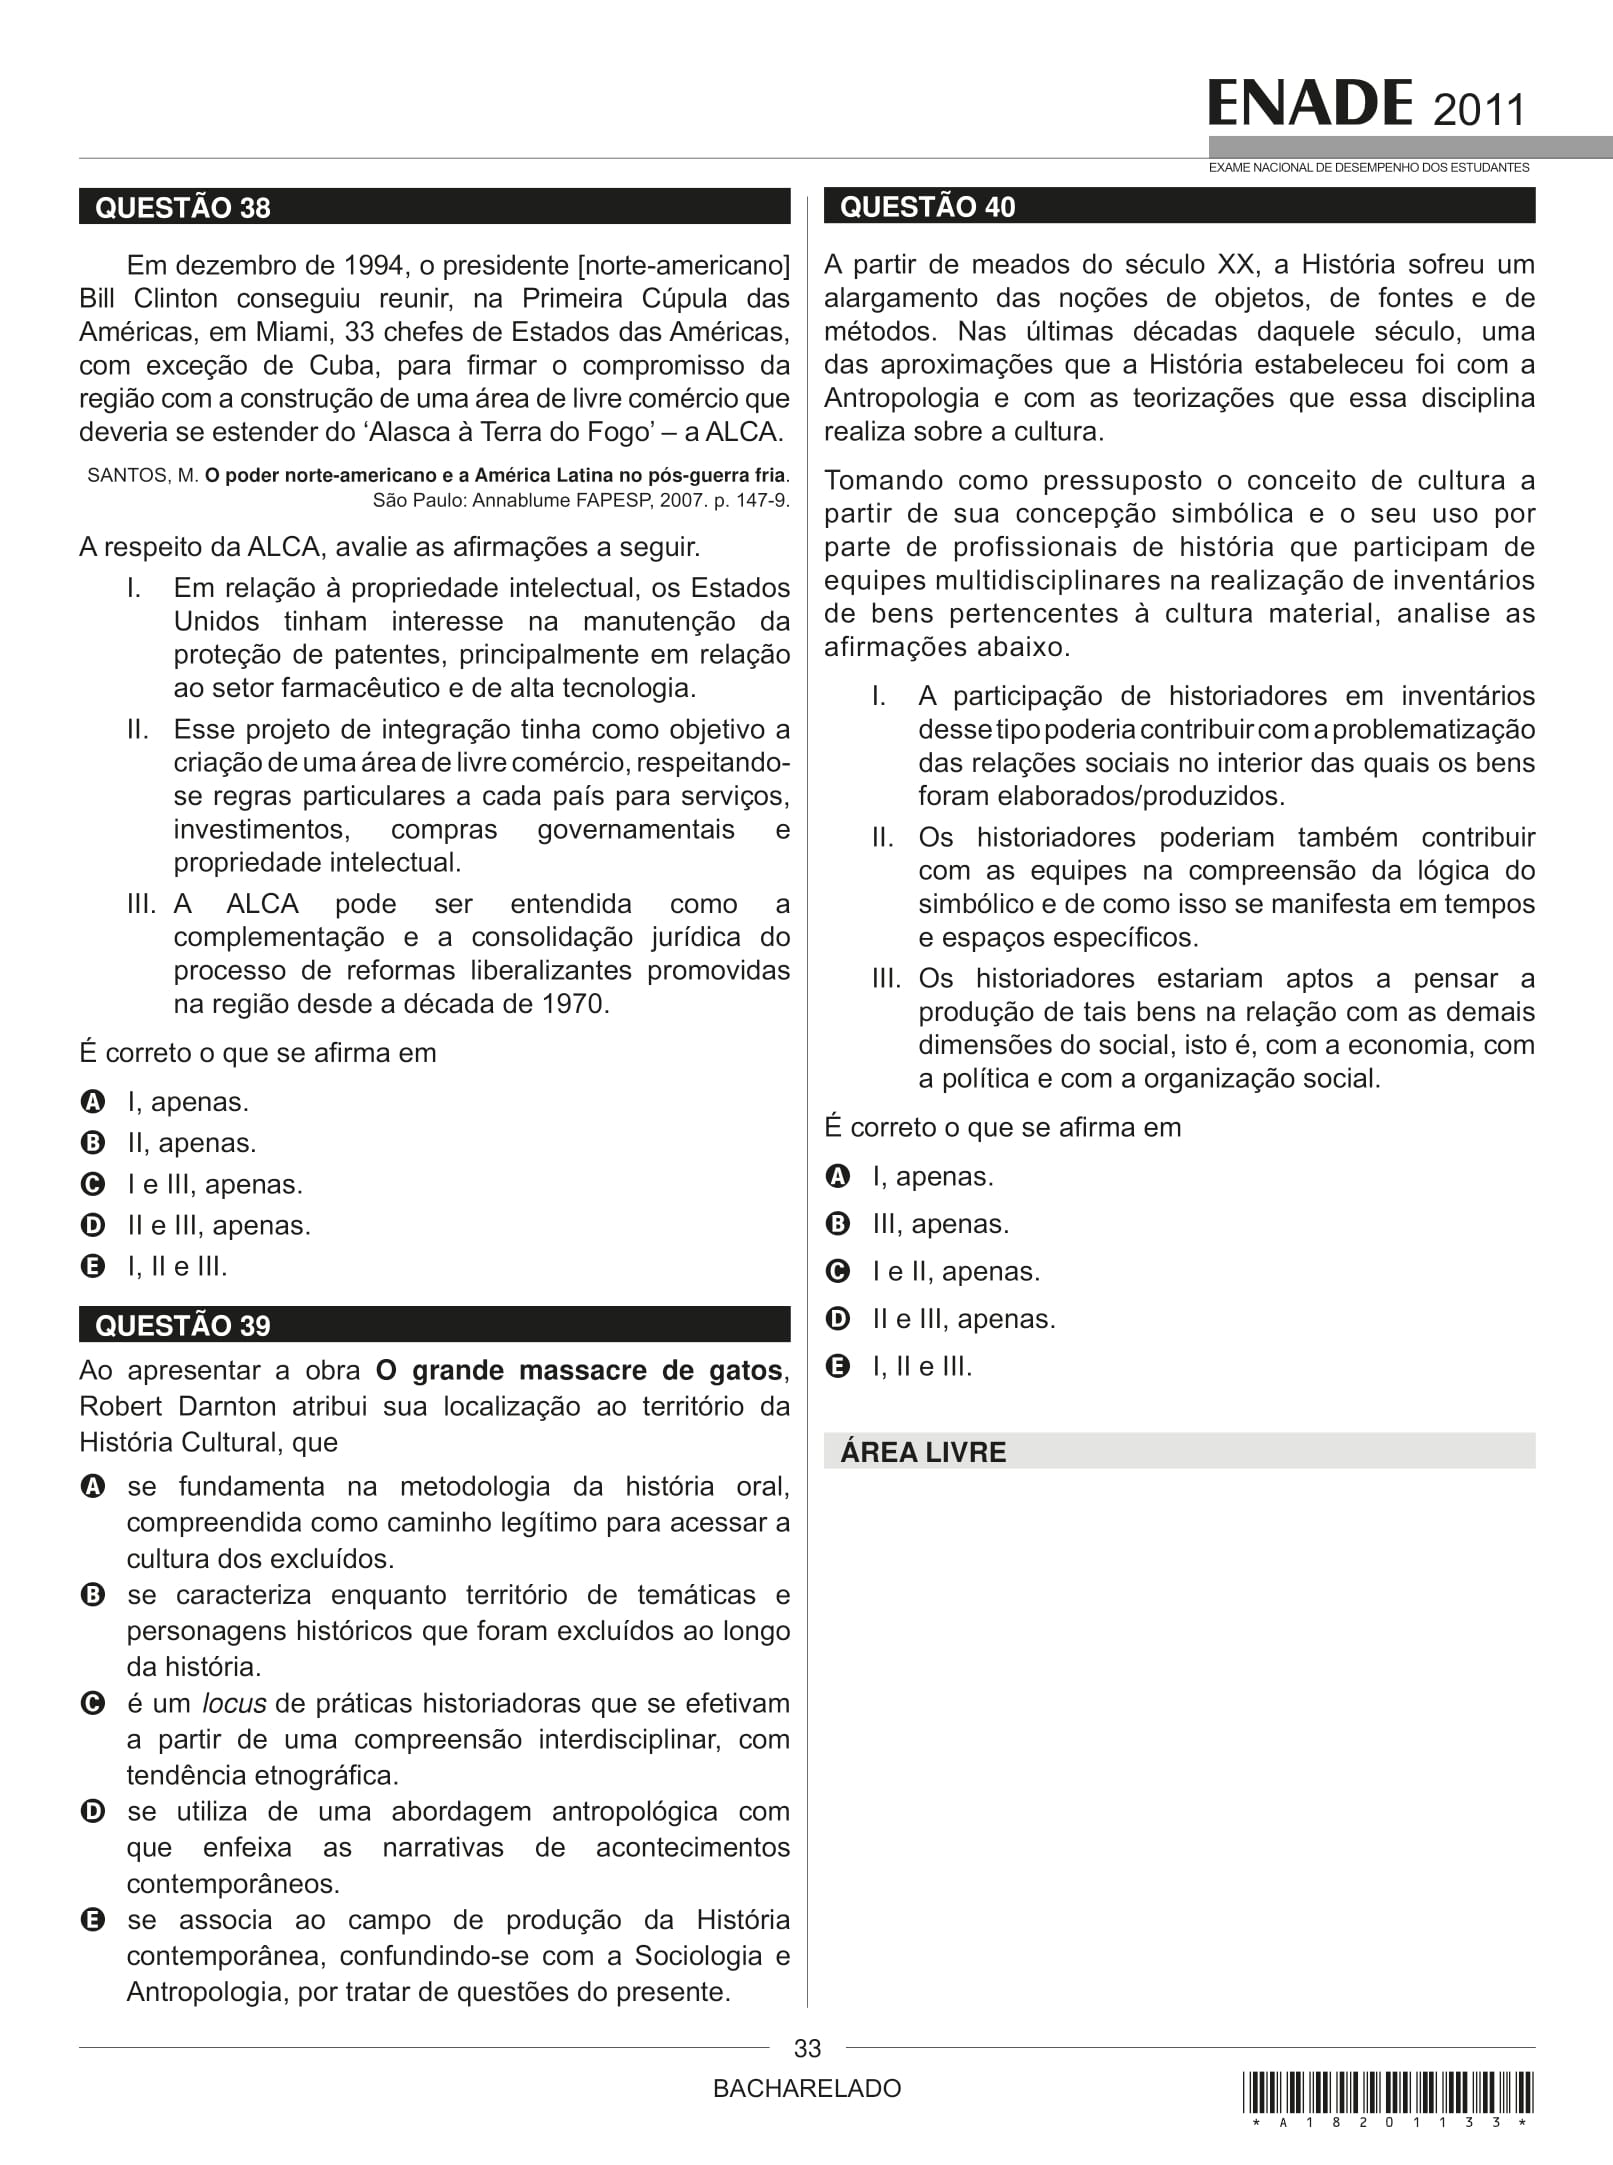 ENADE 2011
EXAME NACIONAL DE DESEMPENHO DOS ESTUDANTES
QUESTÃO 38
Em dezembro de 1994, o presidente [norte-americano]
Bill Clinton conseguiu reunir, na Primeira Cúpula das
Américas, em Miami, 33 chefes de Estados das Américas,
com exceção de Cuba, para firmar o compromisso da
região com a construção de uma área de livre comércio que
deveria se estender do ‘Alasca à Terra do Fogo’ – a ALCA.
SANTOS, M. O poder norte-americano e a América Latina no pós-guerra fria.
São Paulo: Annablume FAPESP, 2007. p. 147-9.
A respeito da ALCA, avalie as afirmações a seguir.
I. Em relação à propriedade intelectual, os Estados
Unidos tinham interesse na manutenção da
proteção de patentes, principalmente em relação
ao setor farmacêutico e de alta tecnologia.
II. Esse projeto de integração tinha como objetivo a
criação de uma área de livre comércio, respeitando-
se regras particulares a cada país para serviços,
investimentos, compras governamentais e
propriedade intelectual.
III. A ALCA pode ser entendida como a
complementação e a consolidação jurídica do
processo de reformas liberalizantes promovidas
na região desde a década de 1970.
É correto o que se afirma em
A I, apenas.
B II, apenas.
C I e III, apenas.
D II e III, apenas.
E I, II e III.
QUESTÃO 39
Ao apresentar a obra O grande massacre de gatos,
Robert Darnton atribui sua localização ao território da
História Cultural, que
A se fundamenta na metodologia da história oral,
compreendida como caminho legítimo para acessar a
cultura dos excluídos.
B se caracteriza enquanto território de temáticas e
personagens históricos que foram excluídos ao longo
da história.
C é um locus de práticas historiadoras que se efetivam
a partir de uma compreensão interdisciplinar, com
tendência etnográfica.
D se utiliza de uma abordagem antropológica com
que enfeixa as narrativas de acontecimentos
contemporâneos.
E se associa ao campo de produção da História
contemporânea, confundindo-se com a Sociologia e
Antropologia, por tratar de questões do presente.
QUESTÃO 40
A partir de meados do século XX, a História sofreu um
alargamento das noções de objetos, de fontes e de
métodos. Nas últimas décadas daquele século, uma
das aproximações que a História estabeleceu foi com a
Antropologia e com as teorizações que essa disciplina
realiza sobre a cultura.
Tomando como pressuposto o conceito de cultura a
partir de sua concepção simbólica e o seu uso por
parte de profissionais de história que participam de
equipes multidisciplinares na realização de inventários
de bens pertencentes à cultura material, analise as
afirmações abaixo.
I. A participação de historiadores em inventários
desse tipo poderia contribuir com a problematização
das relações sociais no interior das quais os bens
foram elaborados/produzidos.
II. Os historiadores poderiam também contribuir
com as equipes na compreensão da lógica do
simbólico e de como isso se manifesta em tempos
e espaços específicos.
III. Os historiadores estariam aptos a pensar a
produção de tais bens na relação com as demais
dimensões do social, isto é, com a economia, com
a política e com a organização social.
É correto o que se afirma em
A I, apenas.
B III, apenas.
C I e II, apenas.
D II e III, apenas.
E I, II e III.
ÁREA LIVRE
33
BACHARELADO
*A18201133*